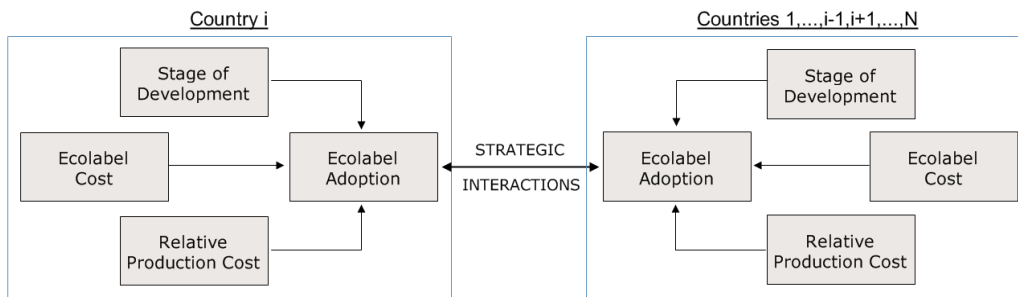 Country i
Stage of
Development
Ecolabel
Cost
Ecolabel
Adoption
Relative
Production Cost
STRATEGIC
INTERACTIONS
Countries 1,...,i-1,i+1,...,N
Stage of
Development
Ecolabel
Adoption
Ecolabel
Cost
Relative
Production Cost